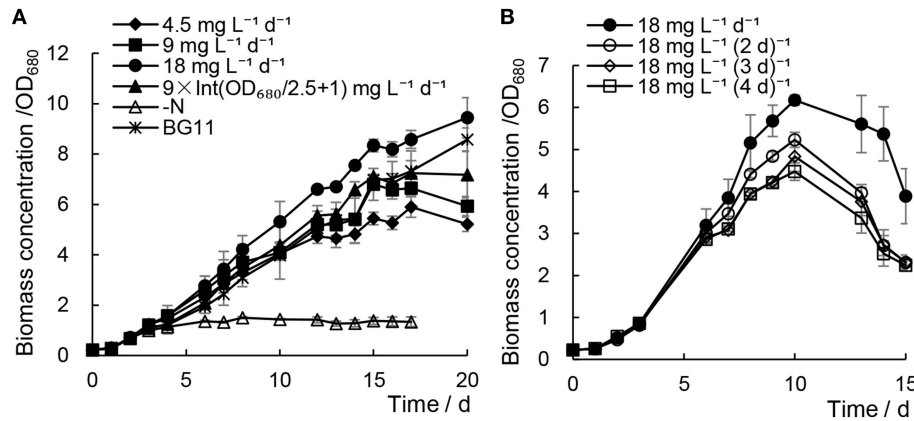 A
4.5 mg L⁻¹ d⁻¹
9 mg L⁻¹ d⁻¹
18 mg L⁻¹ d⁻¹
9×Int(OD₆₈₀/2.5+1) mg L⁻¹ d⁻¹
-N
BG11
Biomass concentration /OD₆₈₀
12
10
8
6
4
2
0
0 5 10 15 20
Time / d
B
18 mg L⁻¹ d⁻¹
18 mg L⁻¹ (2 d)⁻¹
18 mg L⁻¹ (3 d)⁻¹
18 mg L⁻¹ (4 d)⁻¹
Biomass concentration /OD₆₈₀
7
6
5
4
3
2
1
0
0 5 10 15
Time / d